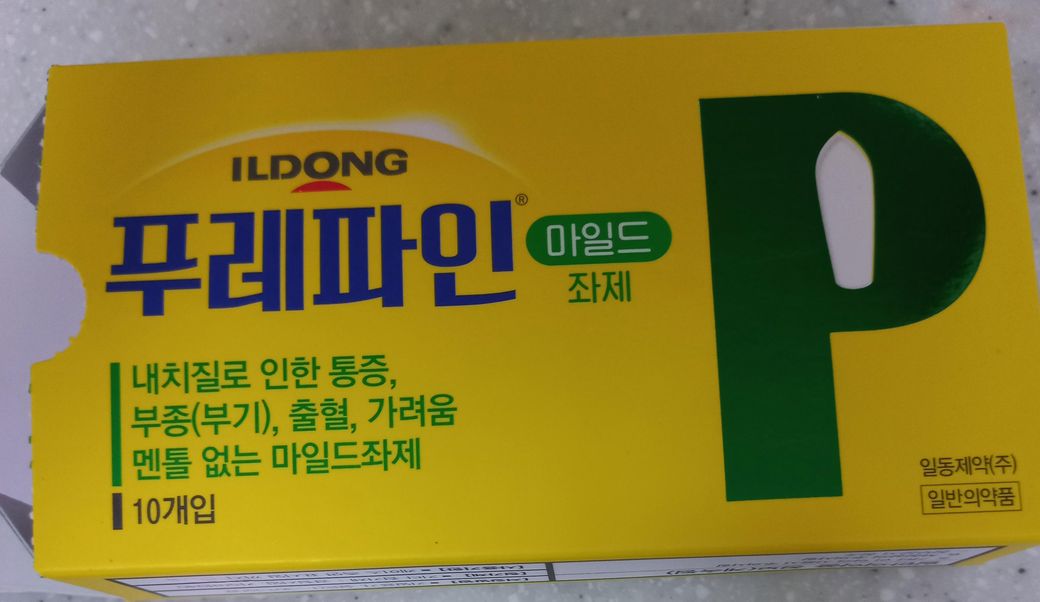 ILDONG
푸레파인® 마일드
좌제
내치질로 인한 통증,
부종(부기), 출혈, 가려움
멘톨 없는 마일드좌제
10개입
일동제약(주)
일반의약품